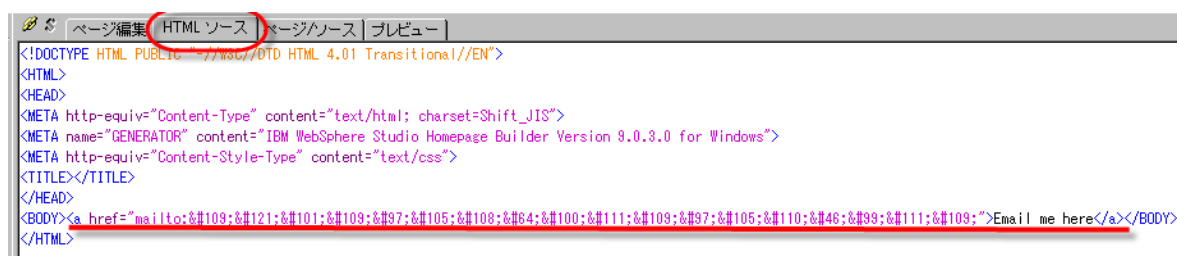 ページ編集 HTML ソース ページ/ソース プレビュー
<!DOCTYPE HTML PUBLIC "-//W3C//DTD HTML 4.01 Transitional//EN">
<HTML>
<HEAD>
<META http-equiv="Content-Type" content="text/html; charset=Shift_JIS">
<META name="GENERATOR" content="IBM WebSphere Studio Homepage Builder Version 9.0.3.0 for Windows">
<META http-equiv="Content-Style-Type" content="text/css">
<TITLE></TITLE>
</HEAD>
<BODY><a href="mailto:&#109;&#121;&#101;&#109;&#97;&#105;&#108;&#64;&#100;&#111;&#109;&#97;&#105;&#110;&#46;&#99;&#111;&#109;">Email me here</a></BODY>
</HTML>